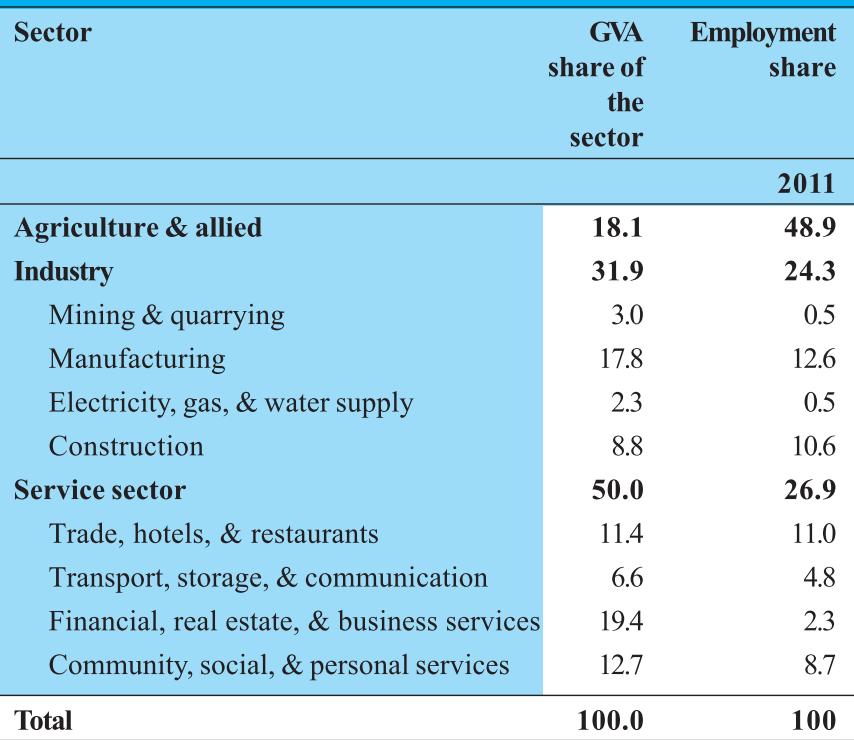 Sector GVA Employment
share of share
the
sector
2011
Agriculture & allied 18.1 48.9
Industry 31.9 24.3
Mining & quarrying 3.0 0.5
Manufacturing 17.8 12.6
Electricity, gas, & water supply 2.3 0.5
Construction 8.8 10.6
Service sector 50.0 26.9
Trade, hotels, & restaurants 11.4 11.0
Transport, storage, & communication 6.6 4.8
Financial, real estate, & business services 19.4 2.3
Community, social, & personal services 12.7 8.7
Total 100.0 100